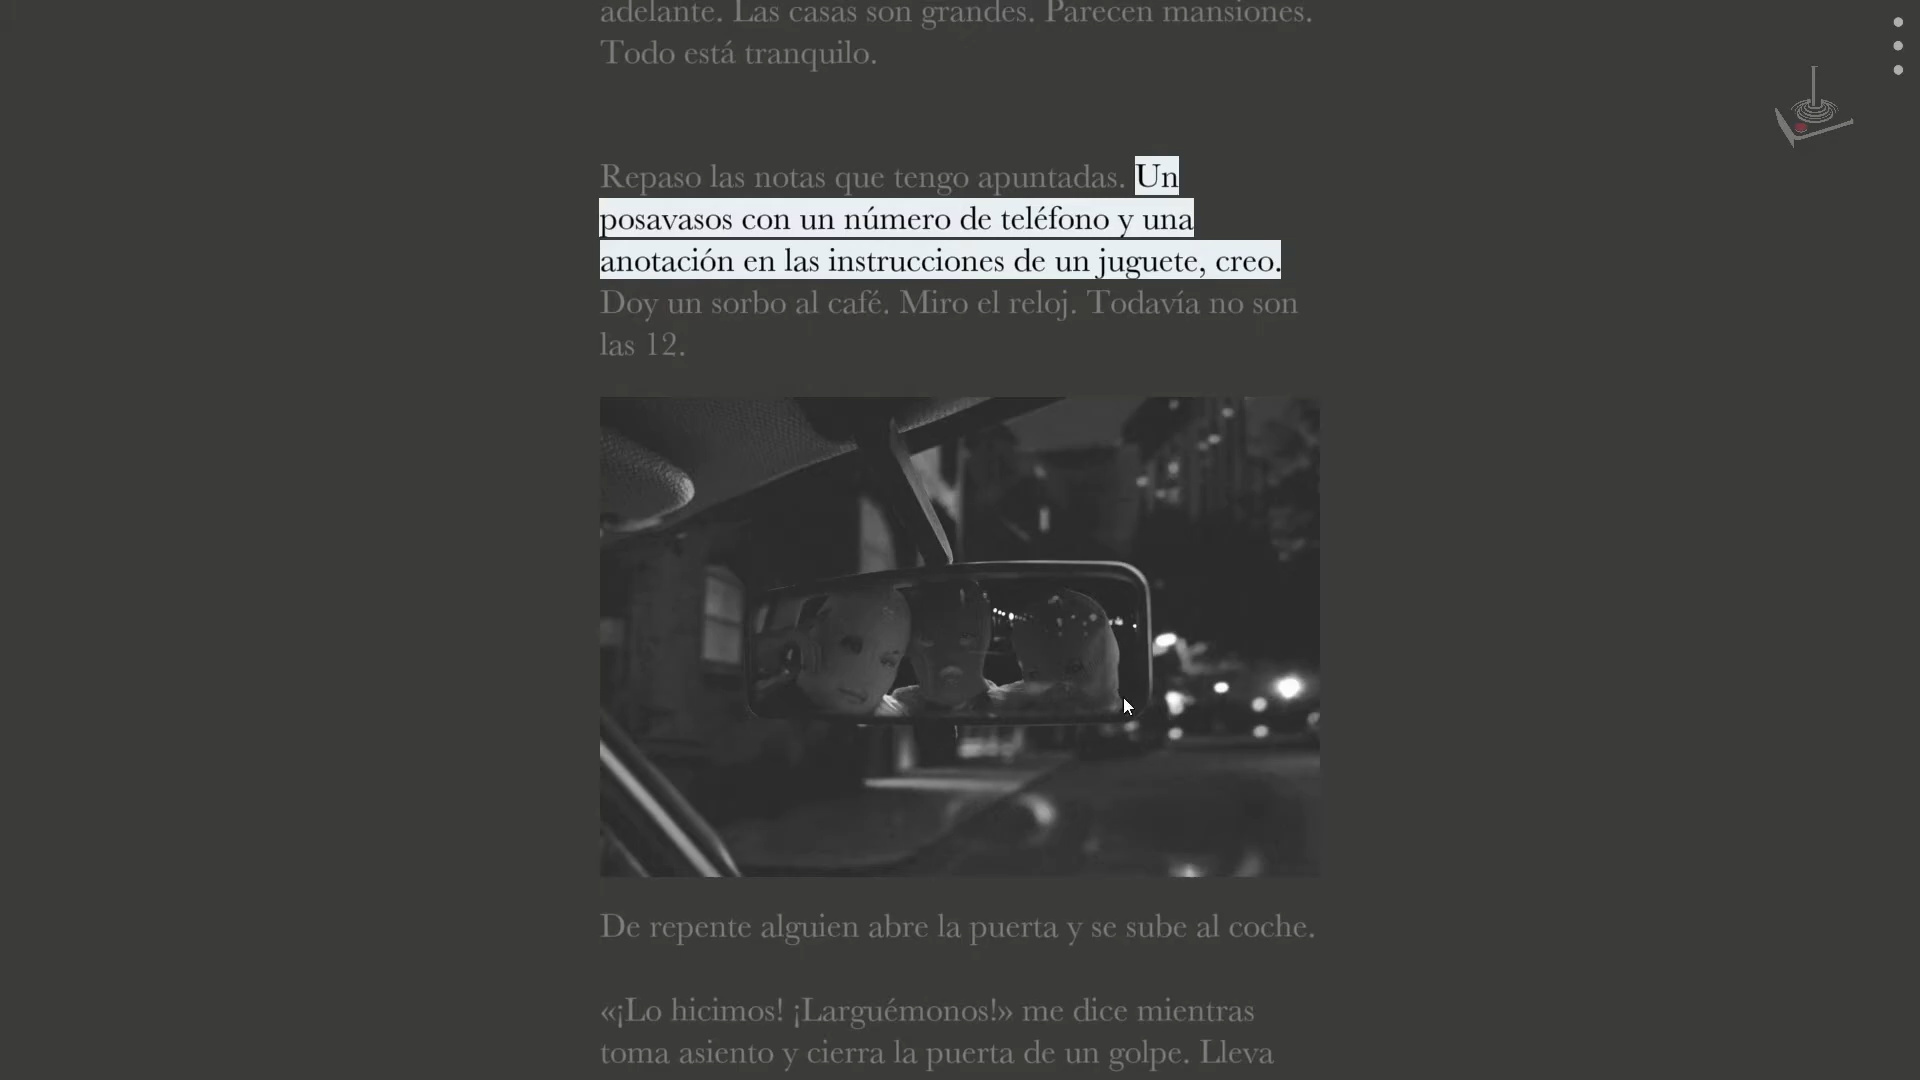 adelante. Las casas son grandes. Parecen mansiones.
Todo está tranquilo.
Repaso las notas que tengo apuntadas. Un
posavasos con un número de teléfono y una
anotación en las instrucciones de un juguete, creo.
Doy un sorbo al café. Miro el reloj. Todavía no son
las 12.
De repente alguien abre la puerta y se sube al coche.
«¡Lo hicimos! ¡Larguémonos!» me dice mientras
toma asiento y cierra la puerta de un golpe. Lleva